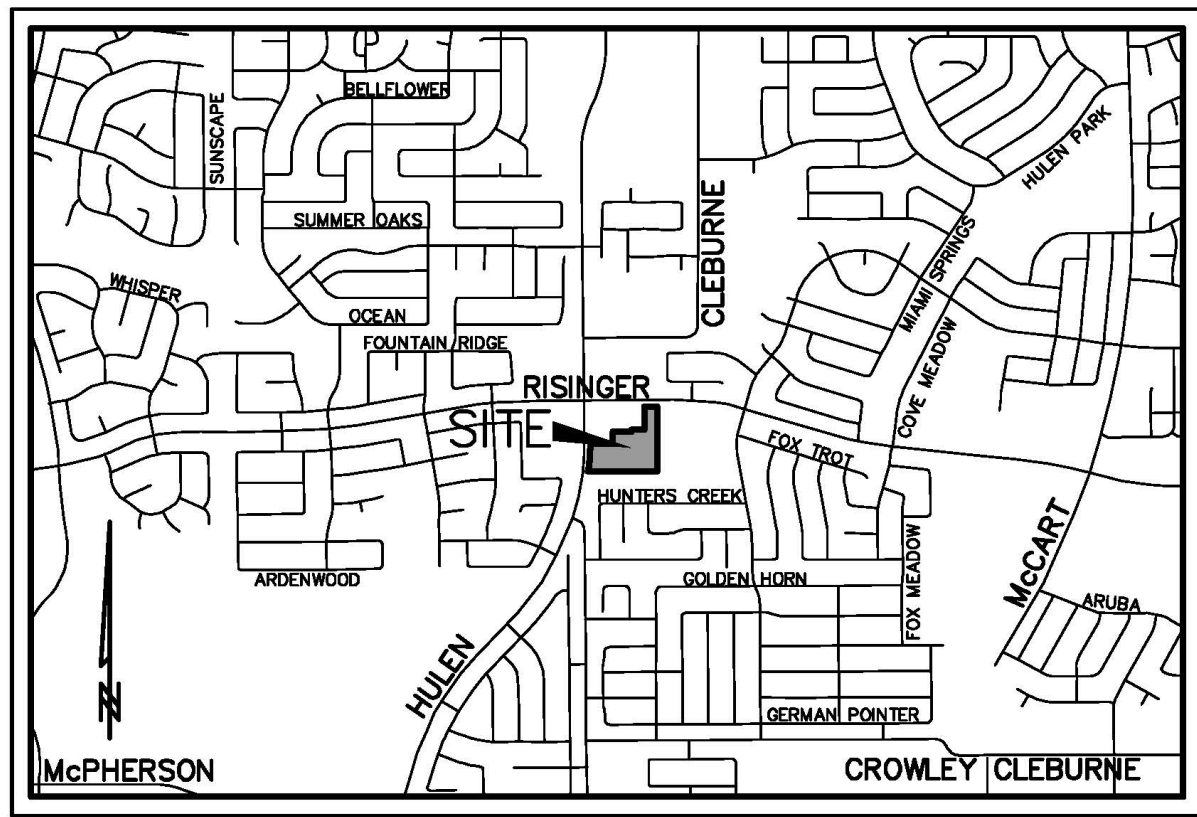 BELLFLOWER
SUNSCAPE
HULEN PARK
SUMMER OAKS
CLEBURNE
MIAMI SPRINGS
WHISPER
OCEAN
FOUNTAIN RIDGE
COVE MEADOW
RISINGER
SITE
FOX TROT
HUNTERS CREEK
McCART
ARDENWOOD
GOLDEN HORN
FOX MEADOW
ARUBA
HULEN
N
GERMAN POINTER
McPHERSON
CROWLEY CLEBURNE